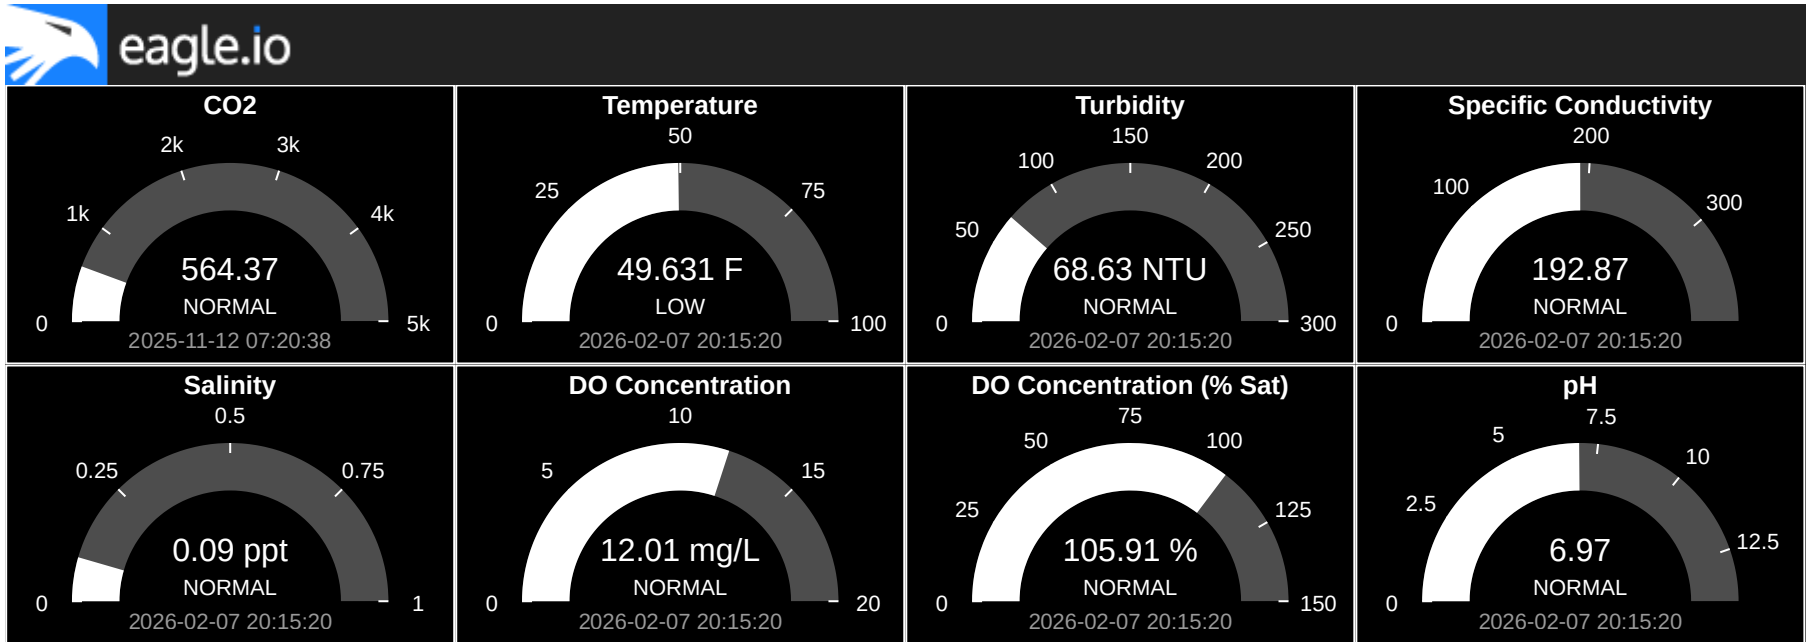 eagle.io
CO2
0
1k
2k
3k
4k
5k
564.37
NORMAL
2025-11-12 07:20:38
Temperature
0
25
50
75
100
49.631 F
LOW
2026-02-07 20:15:20
Turbidity
0
50
100
150
200
250
300
68.63 NTU
NORMAL
2026-02-07 20:15:20
Specific Conductivity
0
100
200
300
192.87
NORMAL
2026-02-07 20:15:20
Salinity
0
0.25
0.5
0.75
1
0.09 ppt
NORMAL
2026-02-07 20:15:20
DO Concentration
0
5
10
15
20
12.01 mg/L
NORMAL
2026-02-07 20:15:20
DO Concentration (% Sat)
0
25
50
75
100
125
150
105.91 %
NORMAL
2026-02-07 20:15:20
pH
0
2.5
5
7.5
10
12.5
6.97
NORMAL
2026-02-07 20:15:20